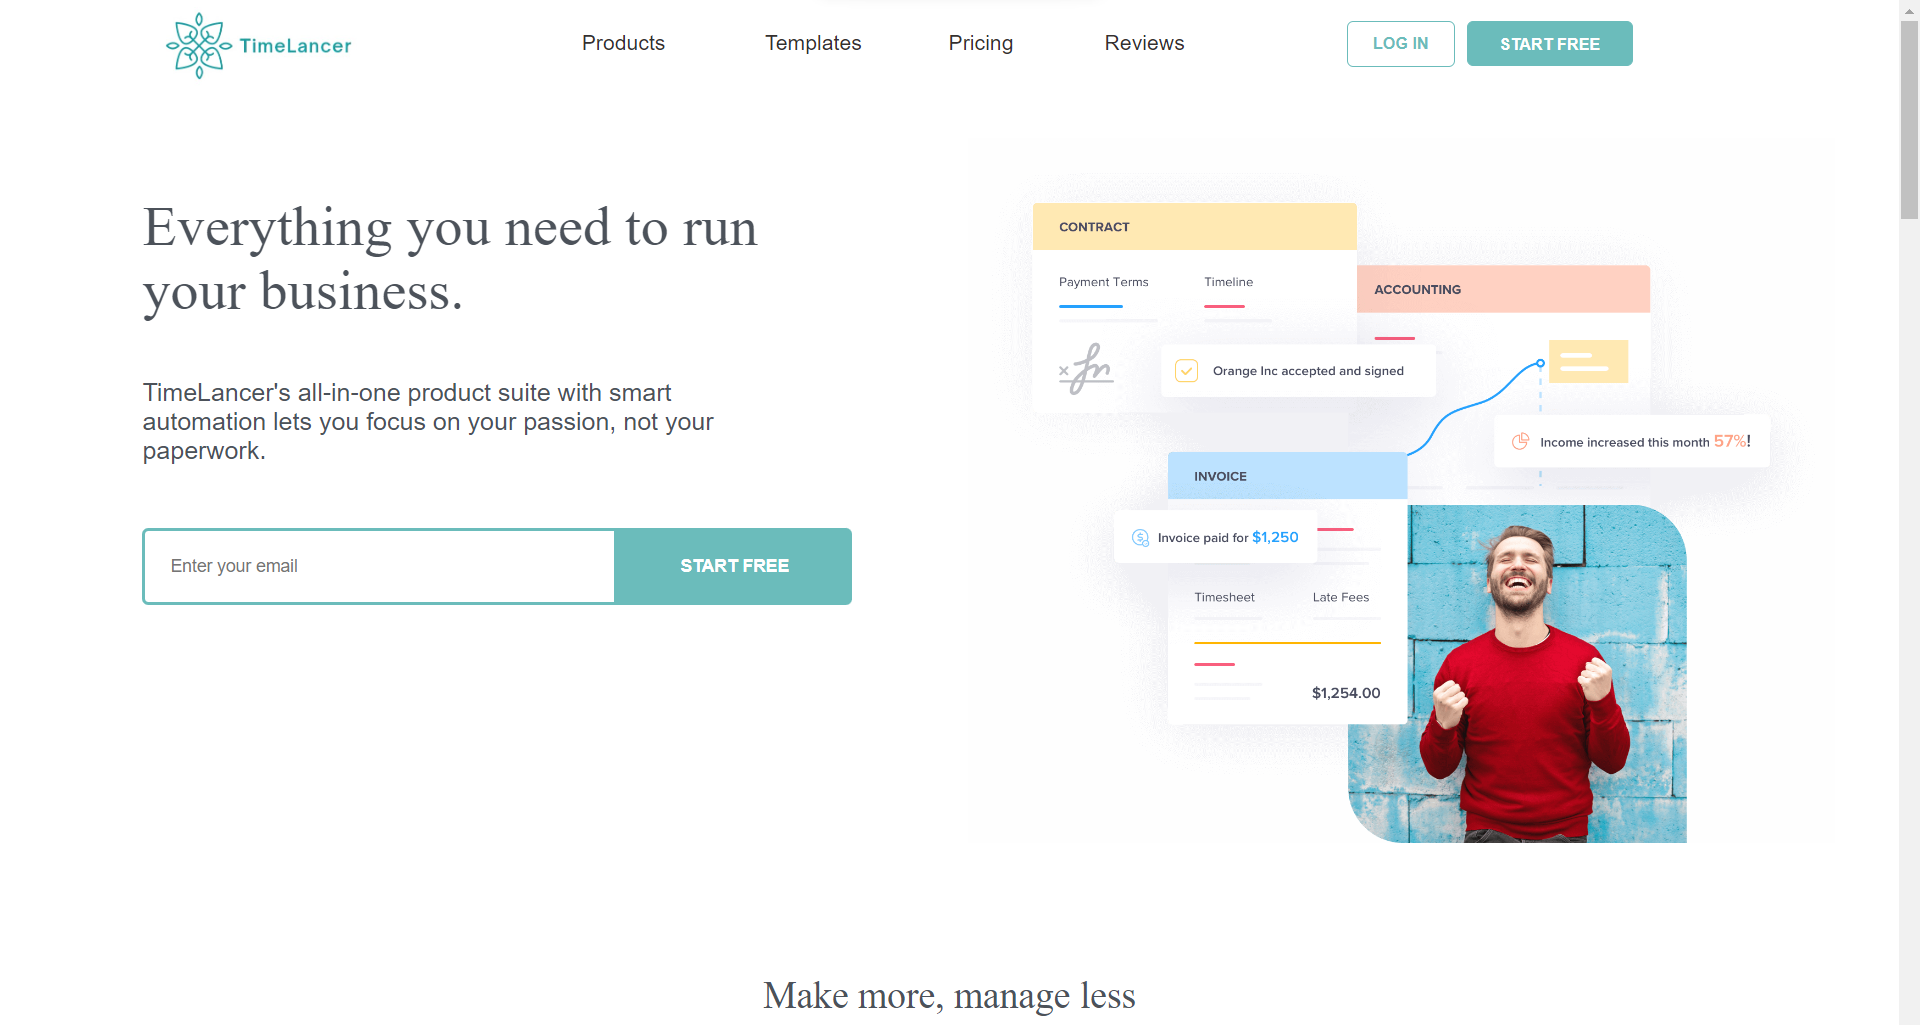 TimeLancer
Products
Templates
Pricing
Reviews
LOG IN
START FREE
Everything you need to run
your business.
TimeLancer's all-in-one product suite with smart
automation lets you focus on your passion, not your
paperwork.
Enter your email
START FREE
CONTRACT
Payment Terms
Timeline
Orange Inc accepted and signed
ACCOUNTING
Income increased this month 57%!
INVOICE
Invoice paid for $1,250
Timesheet
Late Fees
$1,254.00
Make more, manage less